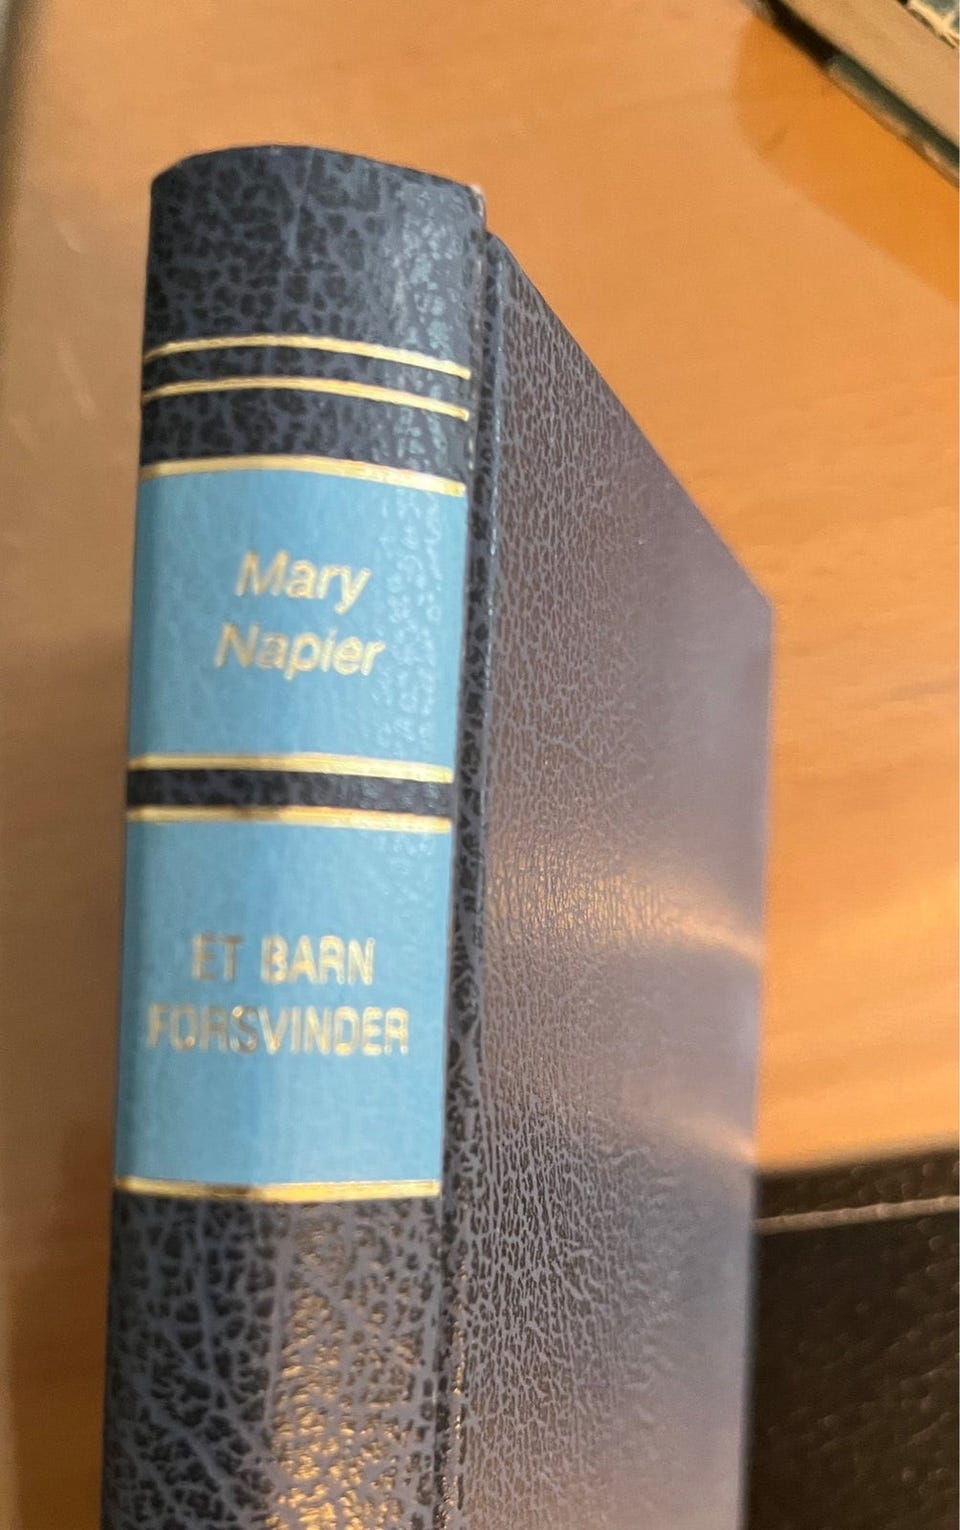 Mary
Napier
ET BARN
FORSVINDER